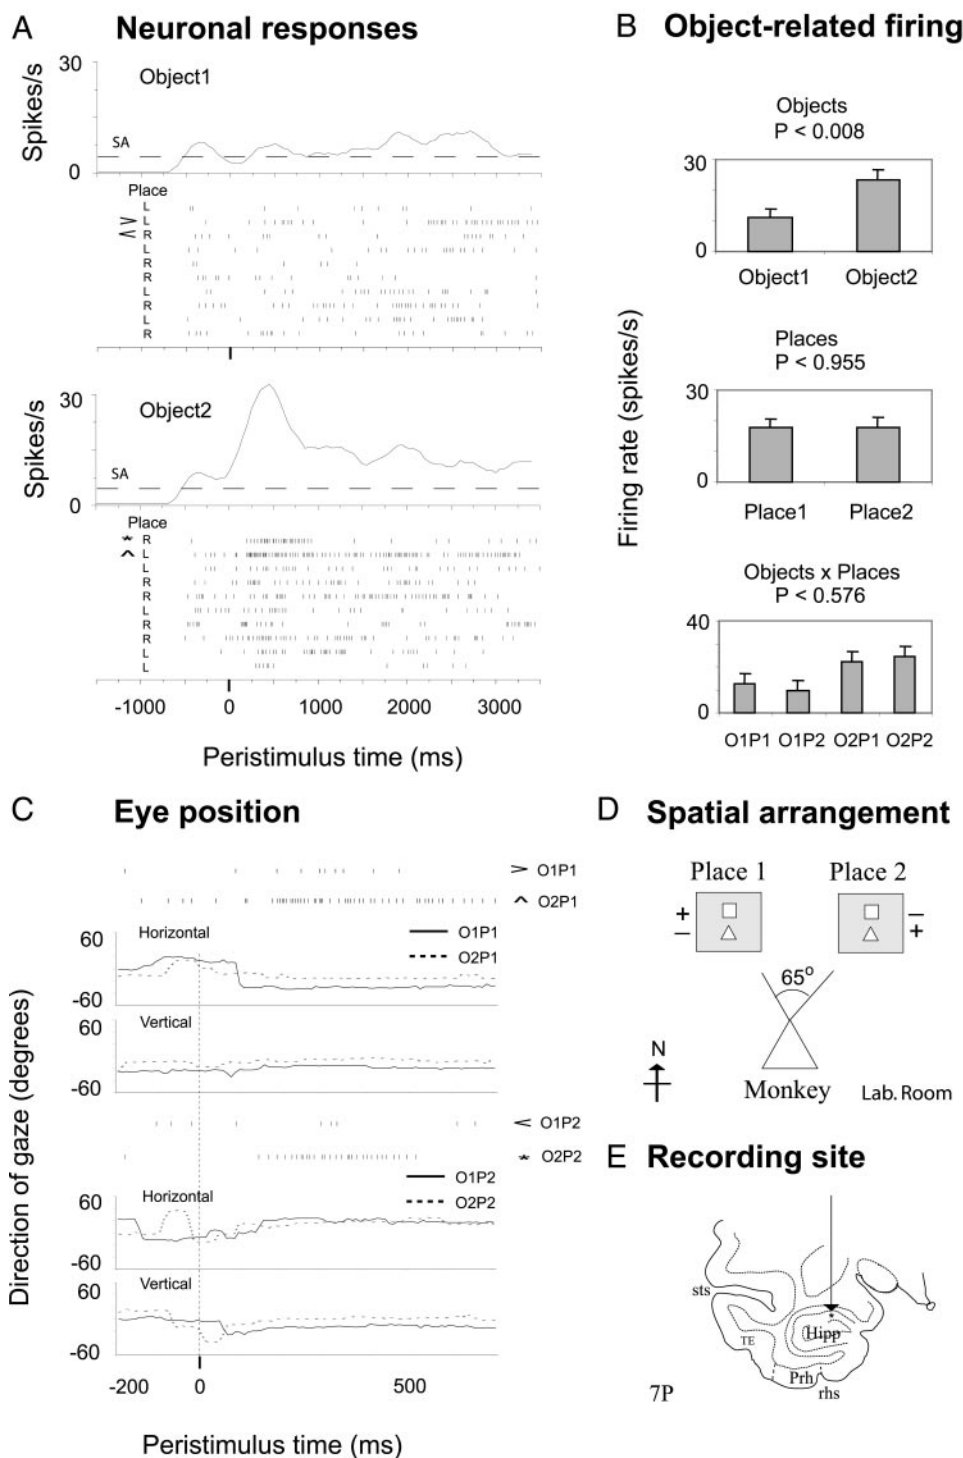 A Neuronal responses
30
Object1
Spikes/s
SA
0
Place
L
> L
< R
L
R
R
L
R
L
R
30
Object2
Spikes/s
SA
0
Place
* R
^ L
L
R
R
L
R
R
L
L
-1000 0 1000 2000 3000
Peristimulus time (ms)
B Object-related firing
Objects
P < 0.008
30
0
Object1 Object2
Places
P < 0.955
30
0
Place1 Place2
Firing rate (spikes/s)
Objects x Places
P < 0.576
40
0
O1P1 O1P2 O2P1 O2P2
C Eye position
> O1P1
^ O2P1
60
Horizontal
O1P1
O2P1
-60
60
Vertical
-60
Direction of gaze (degrees)
< O1P2
* O2P2
O1P2
60
Horizontal
O2P2
-60
60
Vertical
-60
-200 0 500
Peristimulus time (ms)
D Spatial arrangement
Place 1 Place 2
+ −
− +
65º
N
Monkey
Lab. Room
E Recording site
sts
TE
*
Hipp
Prh
rhs
7P